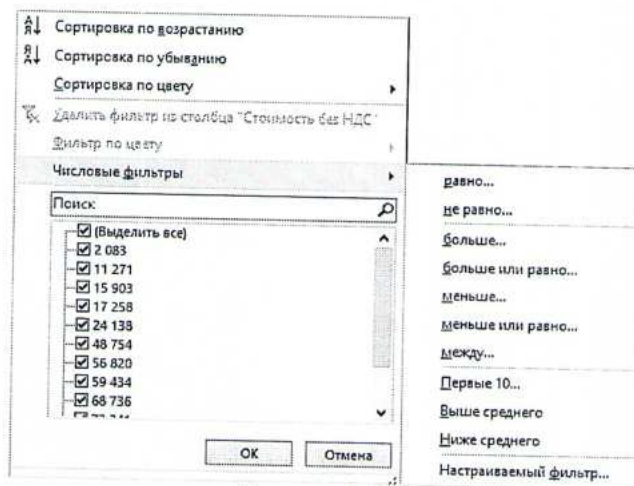 Сортировка по возрастанию
Сортировка по убыванию
Сортировка по цвету
Удалить фильтр из столбца "Стоимость без НДС"
Фильтр по цвету
Числовые фильтры
Поиск
(Выделить все)
2 083
11 271
15 903
17 258
24 138
48 754
56 820
59 434
68 736
ОК
Отмена
равно...
не равно...
больше...
больше или равно...
меньше...
меньше или равно...
между...
Первые 10...
Выше среднего
Ниже среднего
Настраиваемый фильтр...